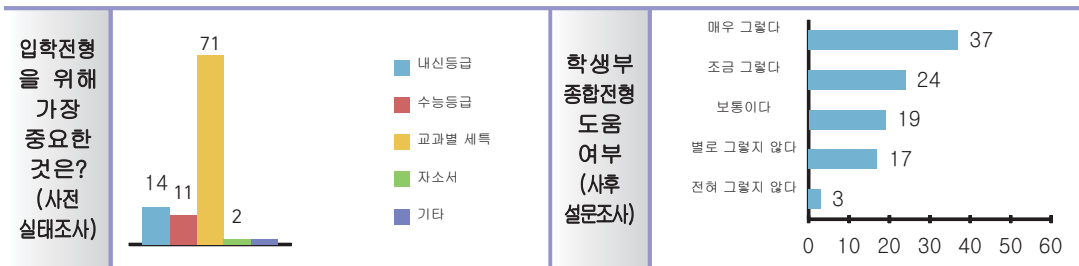 입학전형
을 위해
가장
중요한
것은?
(사전
실태조사)
71
14
11
2
내신등급
수능등급
교과별 세특
자소서
기타
학생부
종합전형
도움
여부
(사후
설문조사)
매우 그렇다
37
조금 그렇다
24
보통이다
19
별로 그렇지 않다
17
전혀 그렇지 않다
3
0 10 20 30 40 50 60